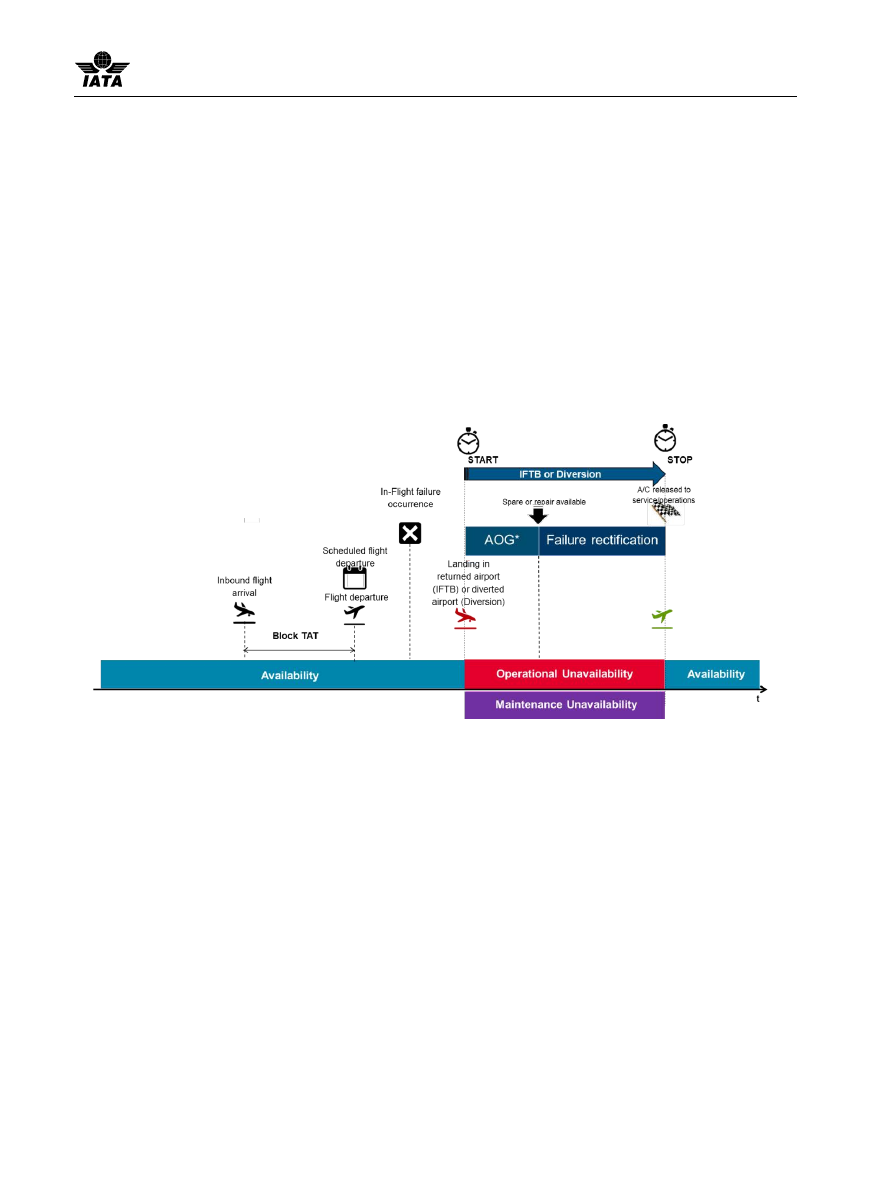 IATA
START
STOP
IFTB or Diversion
In-Flight failure
occurrence
A/C released to
service/operations
Spare or repair available
AOG*
Failure rectification
Scheduled flight
departure
Landing in
returned airport
(IFTB) or diverted
airport (Diversion)
Inbound flight
arrival
Flight departure
Block TAT
Availability
Operational Unavailability
Availability
Maintenance Unavailability
t